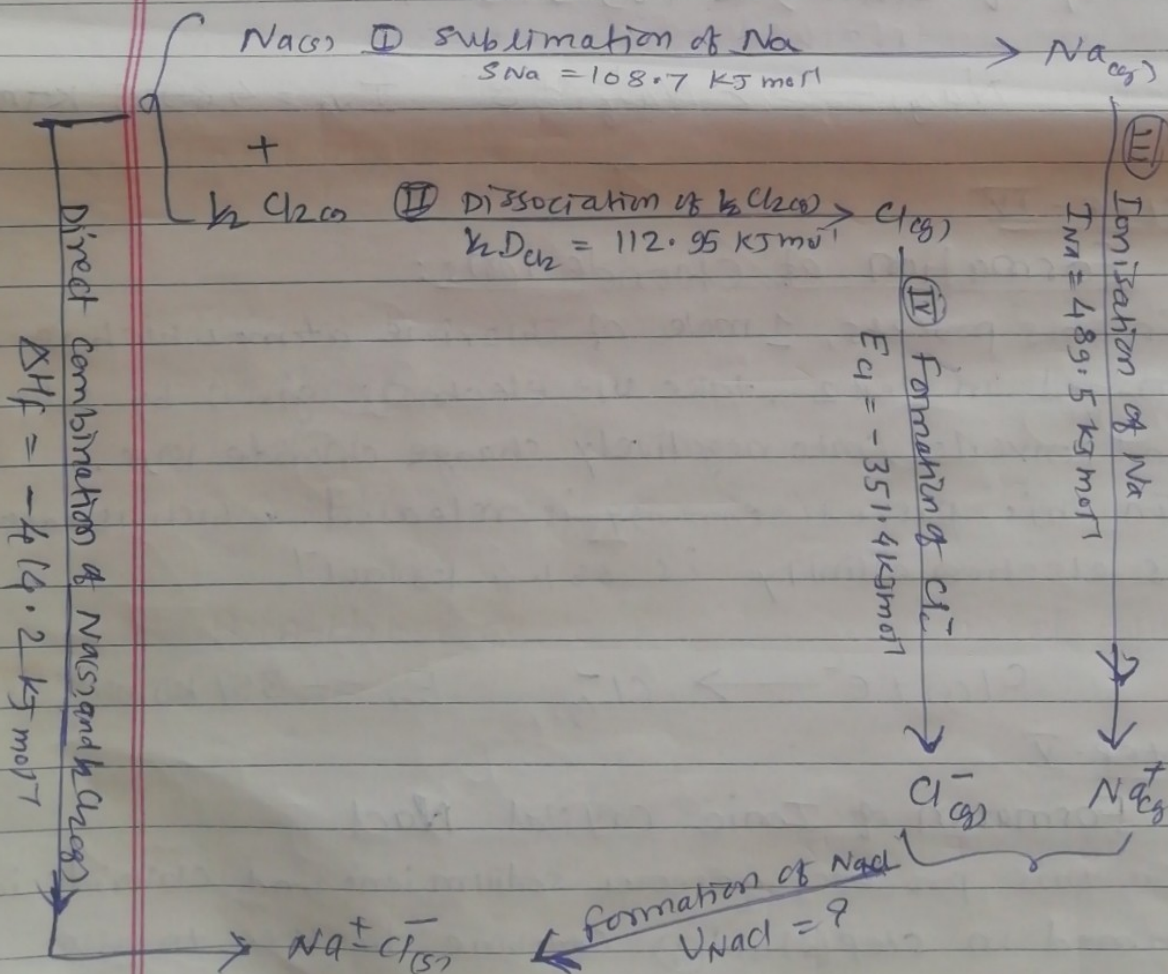 Na(s) Ⓘ Sublimation of Na → Na(g)
SNa = 108.7 KJ mol⁻¹
+
½ Cl2(g) Ⓘ︎Ⓘ Dissociation of ½ Cl2(g) → Cl(g)
½ DCl2 = 112.95 KJ mol⁻¹
III Ionisation of Na
INa = 489.5 KJ mol⁻¹
IV Formation of Cl⁻
ECl = -351.4 KJ mol⁻¹
Direct combination of Na(s) and ½ Cl2(g)
ΔHf = -414.2 KJ mol⁻¹
Cl⁻(g) Na⁺(g)
formation of Nacl
UNacl = ?
Na⁺Cl⁻(s)